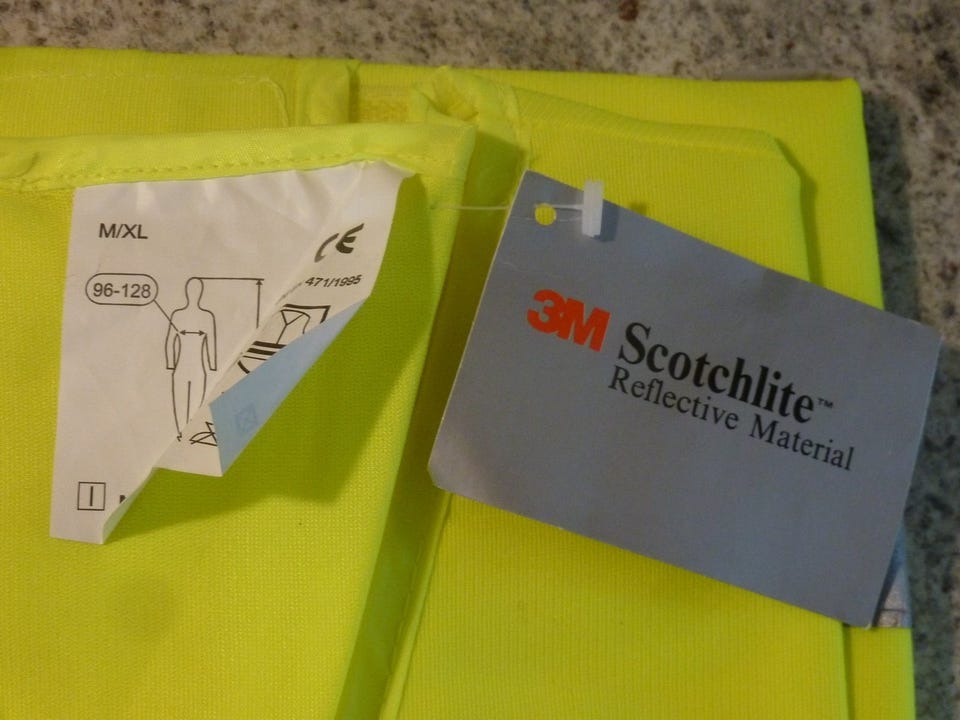 M/XL
96-128
CE
471/1995
I
3M Scotchlite™
Reflective Material